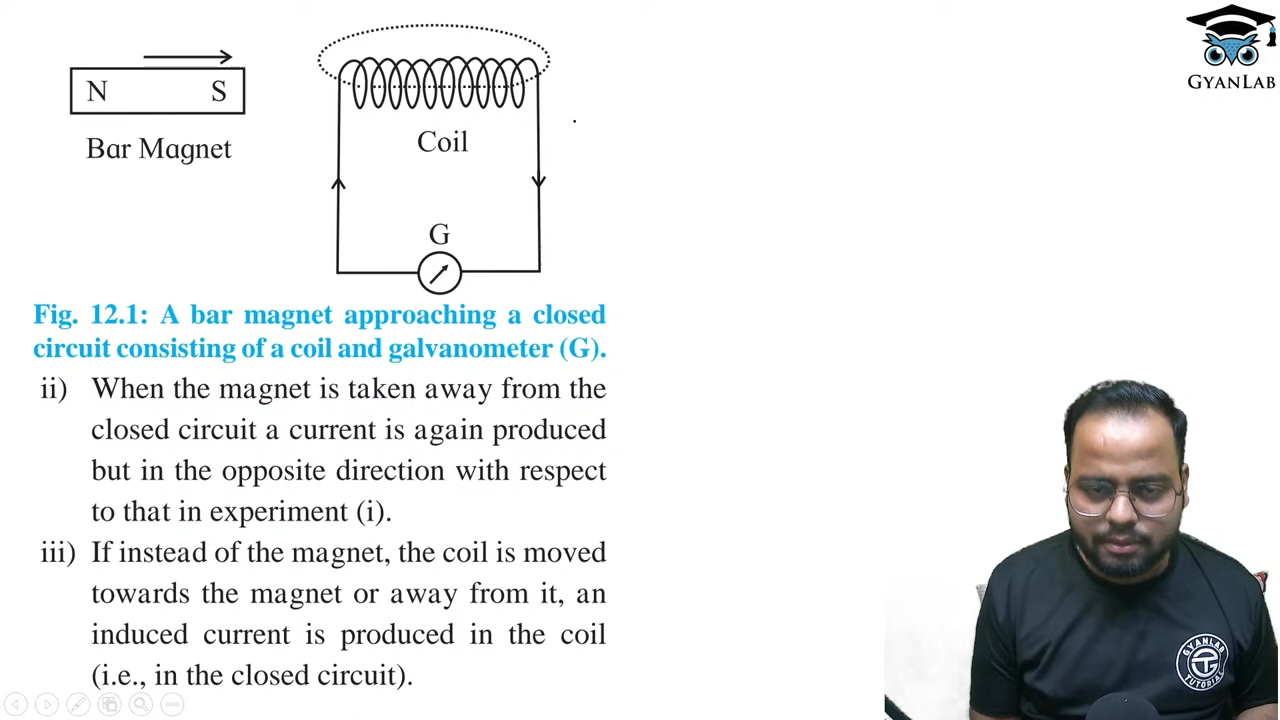 N S
Bar Magnet
Coil
G
Fig. 12.1: A bar magnet approaching a closed
circuit consisting of a coil and galvanometer (G).
ii) When the magnet is taken away from the
closed circuit a current is again produced
but in the opposite direction with respect
to that in experiment (i).
iii) If instead of the magnet, the coil is moved
towards the magnet or away from it, an
induced current is produced in the coil
(i.e., in the closed circuit).
GYANLAB
GYANLAB
TUTORIAL